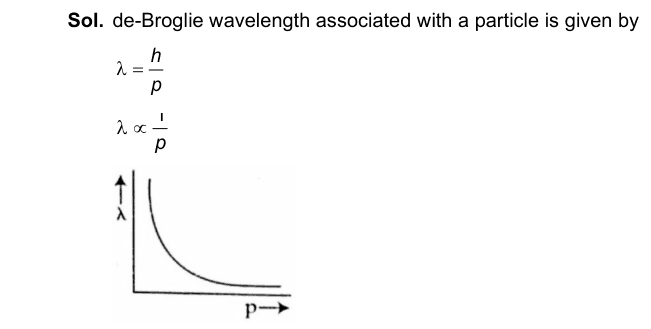 Sol. de-Broglie wavelength associated with a particle is given by
λ = h/p
λ ∝ 1/p
λ
p